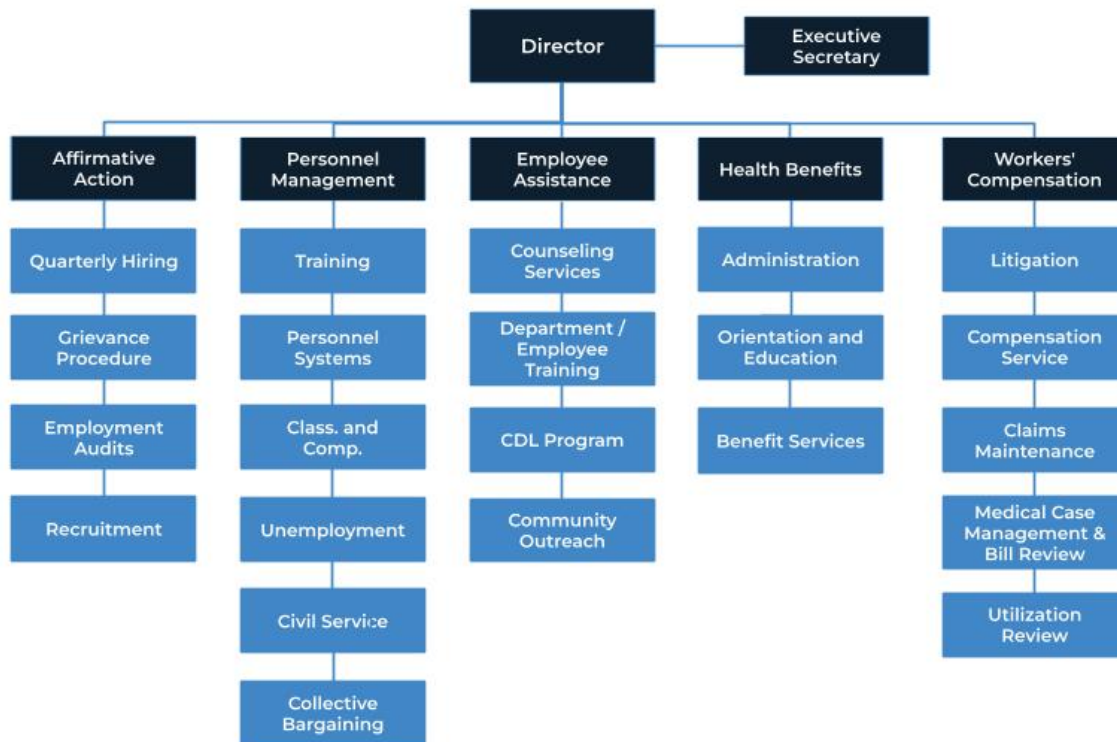 Director
Executive
Secretary
Affirmative
Action
Personnel
Management
Employee
Assistance
Health Benefits
Workers'
Compensation
Quarterly Hiring
Training
Counseling
Services
Administration
Litigation
Grievance
Procedure
Personnel
Systems
Department /
Employee
Training
Orientation and
Education
Compensation
Service
Employment
Audits
Class. and
Comp.
CDL Program
Benefit Services
Claims
Maintenance
Recruitment
Unemployment
Community
Outreach
Medical Case
Management &
Bill Review
Civil Service
Utilization
Review
Collective
Bargaining